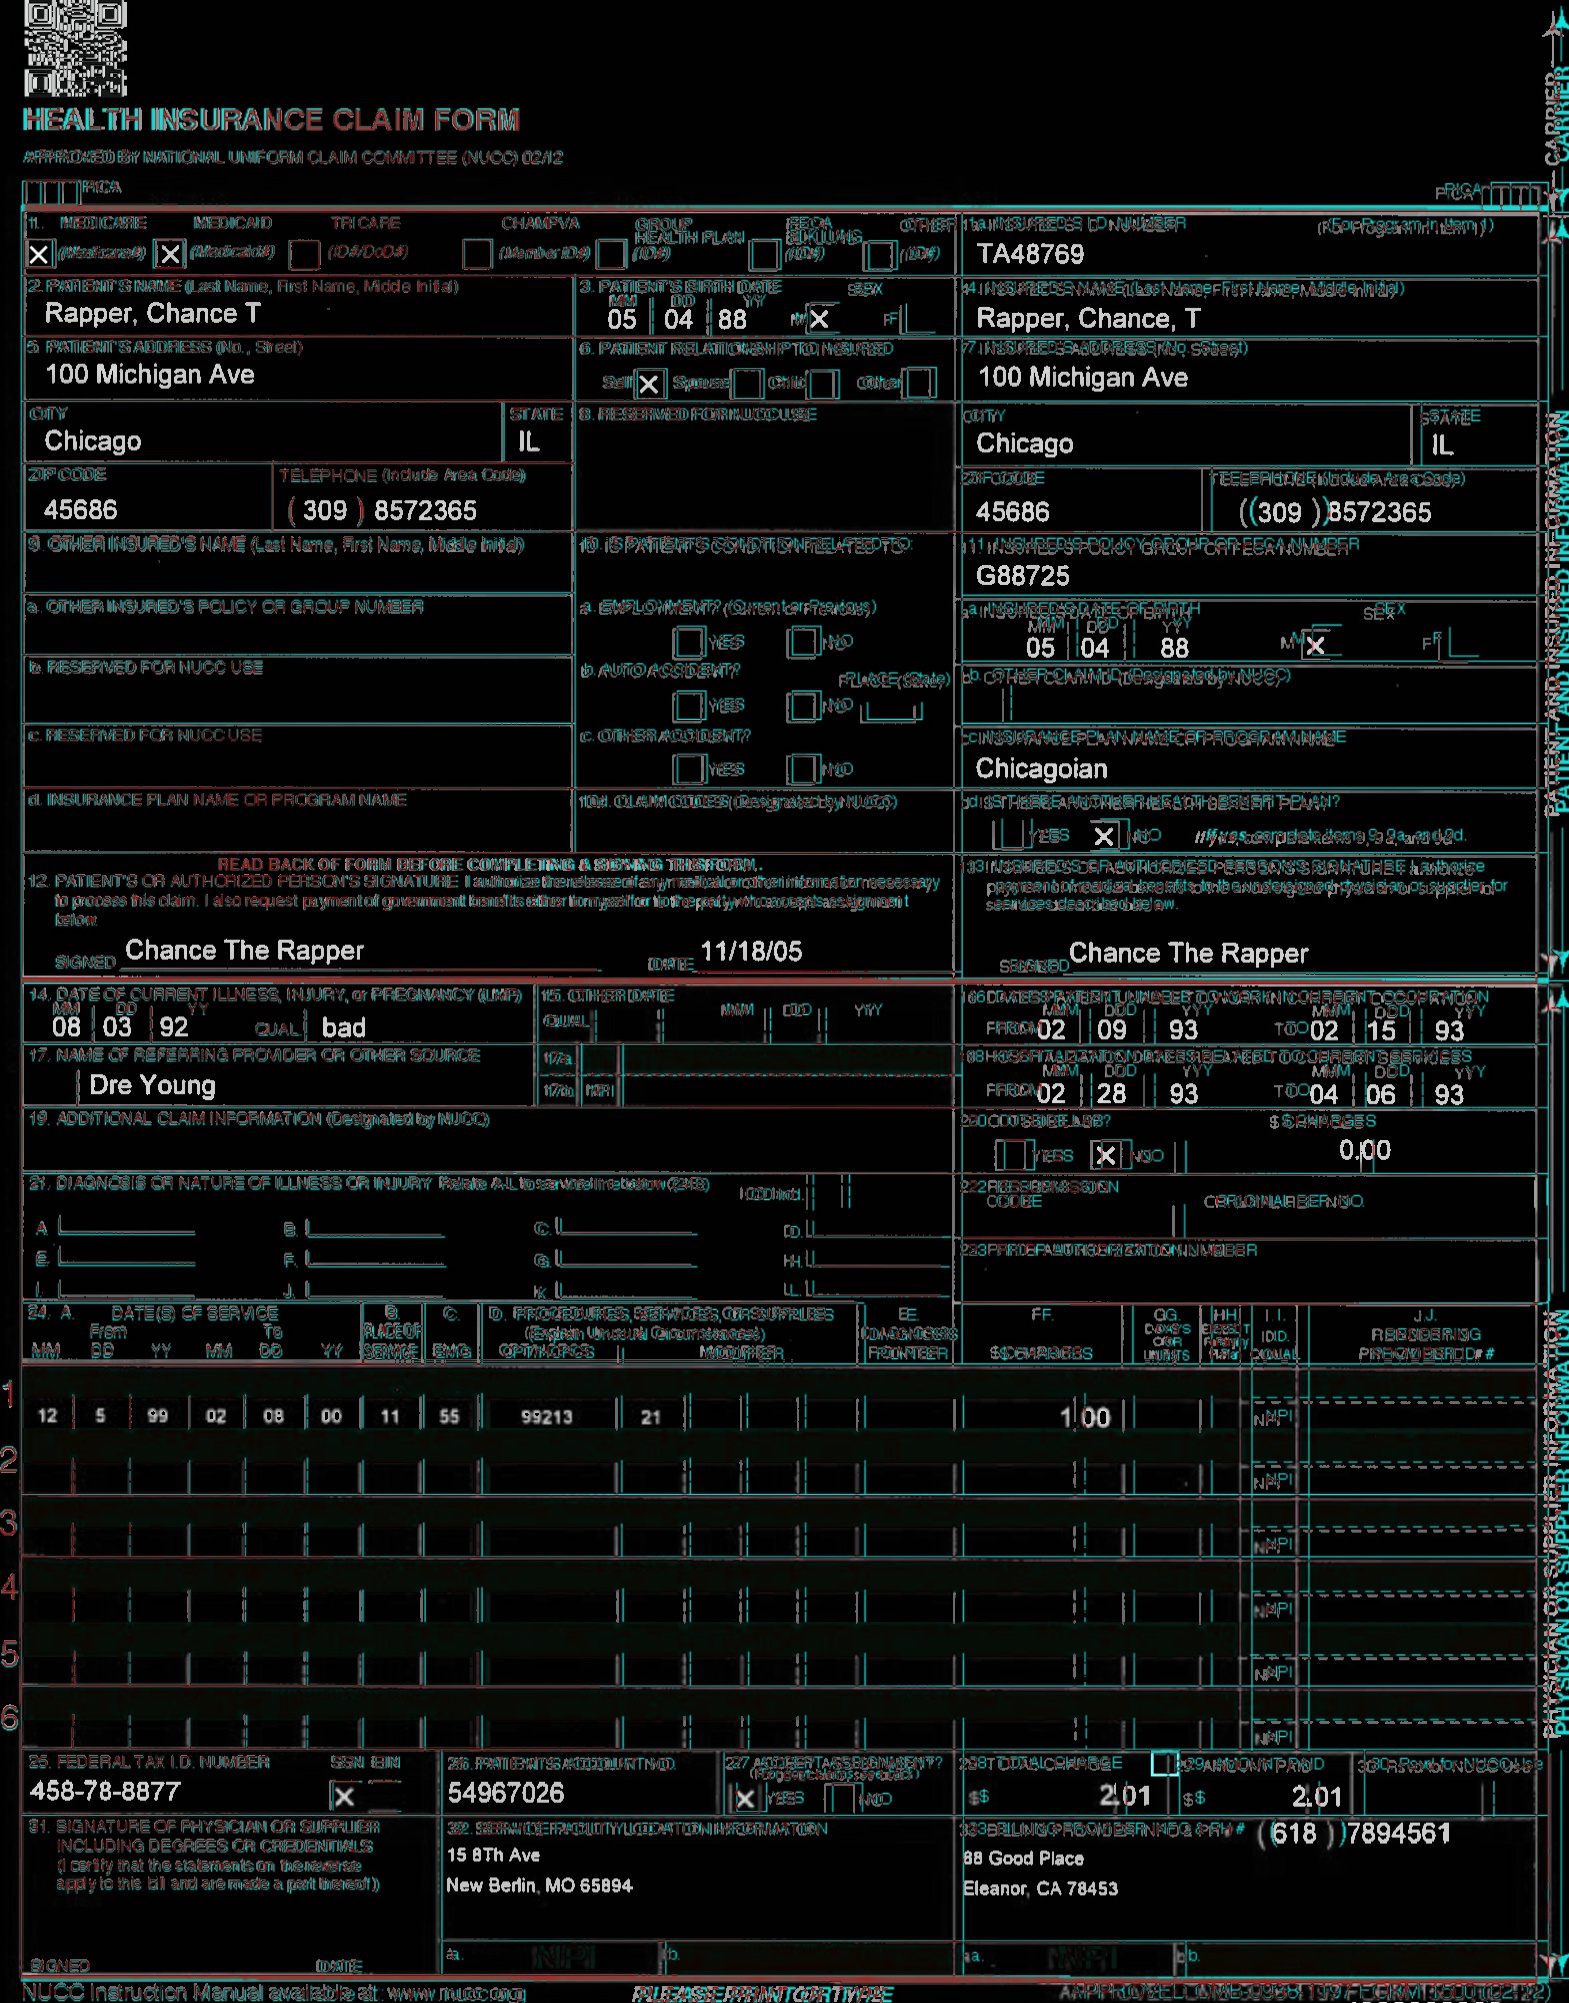 HEALTH INSURANCE CLAIM FORM
APPROVED BY NATIONAL UNIFORM CLAIM COMMITTEE (NUCC) 02/12
PICA
PICA
CARRIER
1. MEDICARE MEDICAID TRICARE CHAMPVA GROUP HEALTH PLAN FECA BLK LUNG OTHER
X (Medicare#) X (Medicaid#) (ID#/DoD#) (Member ID#) (ID#) (ID#) (ID#)
1a. INSURED'S I.D. NUMBER (For Program in Item 1)
TA48769
2. PATIENT'S NAME (Last Name, First Name, Middle Initial)
Rapper, Chance T
3. PATIENT'S BIRTH DATE SEX
MM DD YY
05 04 88 M X F
4. INSURED'S NAME (Last Name, First Name, Middle Initial)
Rapper, Chance, T
5. PATIENT'S ADDRESS (No., Street)
100 Michigan Ave
6. PATIENT RELATIONSHIP TO INSURED
Self X Spouse Child Other
7. INSURED'S ADDRESS (No., Street)
100 Michigan Ave
CITY STATE
Chicago IL
8. RESERVED FOR NUCC USE
CITY STATE
Chicago IL
ZIP CODE TELEPHONE (Include Area Code)
45686 ( 309 ) 8572365
ZIP CODE TELEPHONE (Include Area Code)
45686 ( 309 ) 8572365
9. OTHER INSURED'S NAME (Last Name, First Name, Middle Initial)
10. IS PATIENT'S CONDITION RELATED TO:
11. INSURED'S POLICY GROUP OR FECA NUMBER
G88725
a. OTHER INSURED'S POLICY OR GROUP NUMBER
a. EMPLOYMENT? (Current or Previous)
YES NO
a. INSURED'S DATE OF BIRTH SEX
MM DD YY
05 04 88 M X F
b. RESERVED FOR NUCC USE
b. AUTO ACCIDENT? PLACE (State)
YES NO
b. OTHER CLAIM ID (Designated by NUCC)
c. RESERVED FOR NUCC USE
c. OTHER ACCIDENT?
YES NO
c. INSURANCE PLAN NAME OR PROGRAM NAME
Chicagoian
d. INSURANCE PLAN NAME OR PROGRAM NAME
10d. CLAIM CODES (Designated by NUCC)
d. IS THERE ANOTHER HEALTH BENEFIT PLAN?
YES X NO If yes, complete items 9, 9a, and 9d.
PATIENT AND INSURED INFORMATION
READ BACK OF FORM BEFORE COMPLETING & SIGNING THIS FORM.
12. PATIENT'S OR AUTHORIZED PERSON'S SIGNATURE I authorize the release of any medical or other information necessary
to process this claim. I also request payment of government benefits either to myself or to the party who accepts assignment
below.
SIGNED Chance The Rapper DATE 11/18/05
13. INSURED'S OR AUTHORIZED PERSON'S SIGNATURE I authorize
payment of medical benefits to the undersigned physician or supplier for
services described below.
SIGNED Chance The Rapper
14. DATE OF CURRENT ILLNESS, INJURY, or PREGNANCY (LMP)
MM DD YY
08 03 92 QUAL. bad
15. OTHER DATE
QUAL. MM DD YY
16. DATES PATIENT UNABLE TO WORK IN CURRENT OCCUPATION
MM DD YY MM DD YY
FROM 02 09 93 TO 02 15 93
17. NAME OF REFERRING PROVIDER OR OTHER SOURCE
Dre Young
17a.
17b. NPI
18. HOSPITALIZATION DATES RELATED TO CURRENT SERVICES
MM DD YY MM DD YY
FROM 02 28 93 TO 04 06 93
19. ADDITIONAL CLAIM INFORMATION (Designated by NUCC)
20. OUTSIDE LAB? $ CHARGES
YES X NO 0.00
21. DIAGNOSIS OR NATURE OF ILLNESS OR INJURY Relate A-L to service line below (24E) ICD Ind.
A. B. C. D.
E. F. G. H.
I. J. K. L.
22. RESUBMISSION
CODE ORIGINAL REF. NO.
23. PRIOR AUTHORIZATION NUMBER
24. A. DATE(S) OF SERVICE B. C. D. PROCEDURES, SERVICES, OR SUPPLIES E. F. G. H. I. J.
From To PLACE OF (Explain Unusual Circumstances) DIAGNOSIS DAYS OR UNITS EPSDT Family Plan ID. RENDERING
MM DD YY MM DD YY SERVICE EMG CPT/HCPCS MODIFIER POINTER $ CHARGES QUAL. PROVIDER ID. #
1
12 5 99 02 08 00 11 55 99213 21 1 00 NPI
2
NPI
3
NPI
4
NPI
5
NPI
6
NPI
PHYSICIAN OR SUPPLIER INFORMATION
25. FEDERAL TAX I.D. NUMBER SSN EIN
458-78-8877 X
26. PATIENT'S ACCOUNT NO.
54967026
27. ACCEPT ASSIGNMENT?
(For govt. claims, see back)
X YES NO
28. TOTAL CHARGE
$ 2.01
29. AMOUNT PAID
$ 2.01
30. Rsvd for NUCC Use
31. SIGNATURE OF PHYSICIAN OR SUPPLIER
INCLUDING DEGREES OR CREDENTIALS
(I certify that the statements on the reverse
apply to this bill and are made a part thereof.)
SIGNED DATE
32. SERVICE FACILITY LOCATION INFORMATION
15 8Th Ave
New Berlin, MO 65894
a. NPI b.
33. BILLING PROVIDER INFO & PH # ( 618 ) 7894561
88 Good Place
Eleanor, CA 78453
a. NPI b.
NUCC Instruction Manual available at: www.nucc.org
PLEASE PRINT OR TYPE
APPROVED OMB-0938-1197 FORM 1500 (02-12)